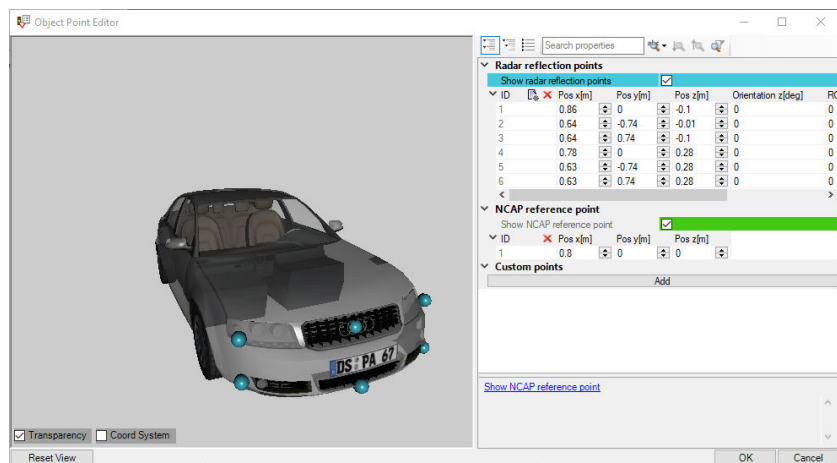 Object Point Editor
Search properties
Radar reflection points
Show radar reflection points
ID Pos x[m] Pos y[m] Pos z[m] Orientation z[deg] RC
1 0.86 0 -0.1 0 0
2 0.64 -0.74 -0.01 0 0
3 0.64 0.74 -0.1 0 0
4 0.78 0 0.28 0 0
5 0.63 -0.74 0.28 0 0
6 0.63 0.74 0.28 0 0
NCAP reference point
Show NCAP reference point
ID Pos x[m] Pos y[m] Pos z[m]
1 0.8 0 0
Custom points
Add
DS PA 67
Show NCAP reference point
Transparency Coord System
Reset View OK Cancel